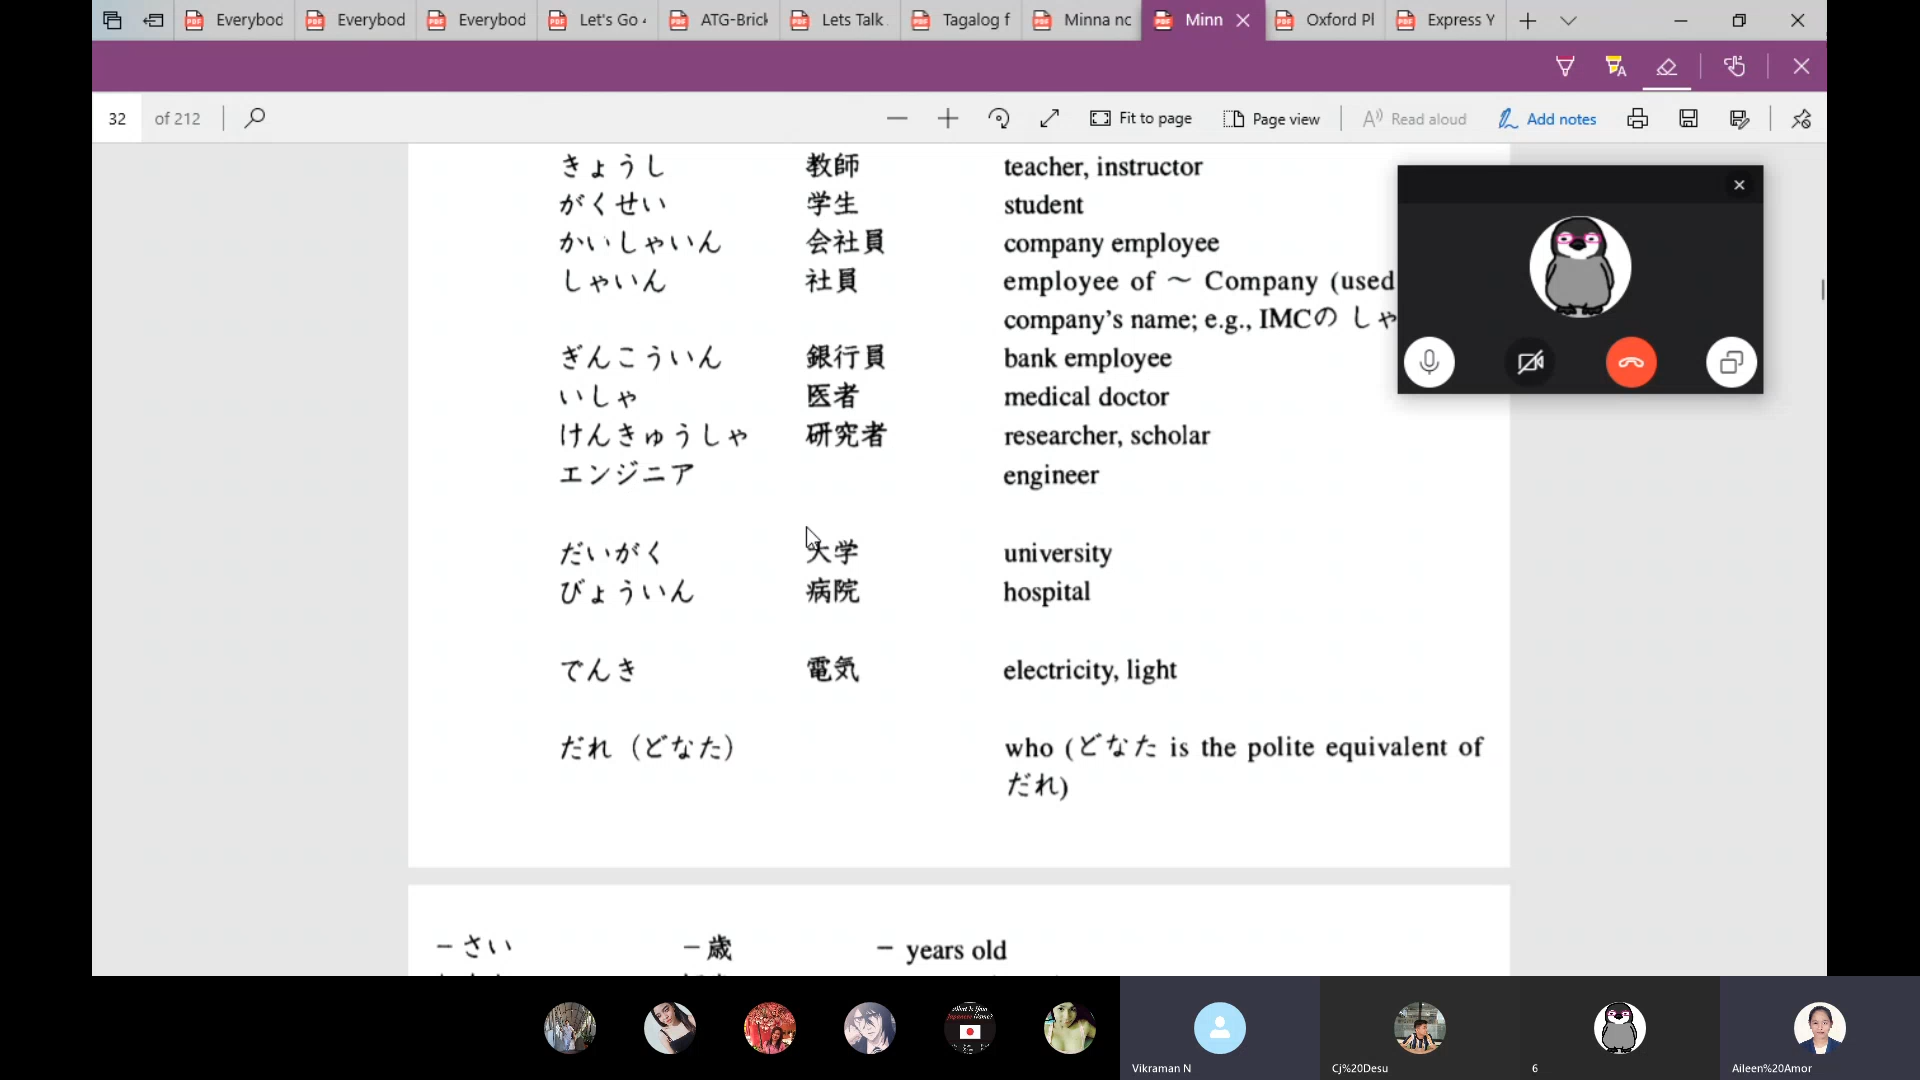 Everybod
Everybod
Everybod
Let's Go
ATG-Brick
Lets Talk
Tagalog f
Minna no
Minn
Oxford Pl
Express Y
32 of 212
Fit to page
Page view
Read aloud
Add notes
きょうし 教師 teacher, instructor
がくせい 学生 student
かいしゃいん 会社員 company employee
しゃいん 社員 employee of ～ Company (used
company's name; e.g., IMCの しゃ
ぎんこういん 銀行員 bank employee
いしゃ 医者 medical doctor
けんきゅうしゃ 研究者 researcher, scholar
エンジニア engineer
だいがく 大学 university
びょういん 病院 hospital
でんき 電気 electricity, light
だれ（どなた） who (どなた is the polite equivalent of
だれ)
－さい －歳 － years old
Vikraman N
Cj%20Desu
6
Aileen%20Amor